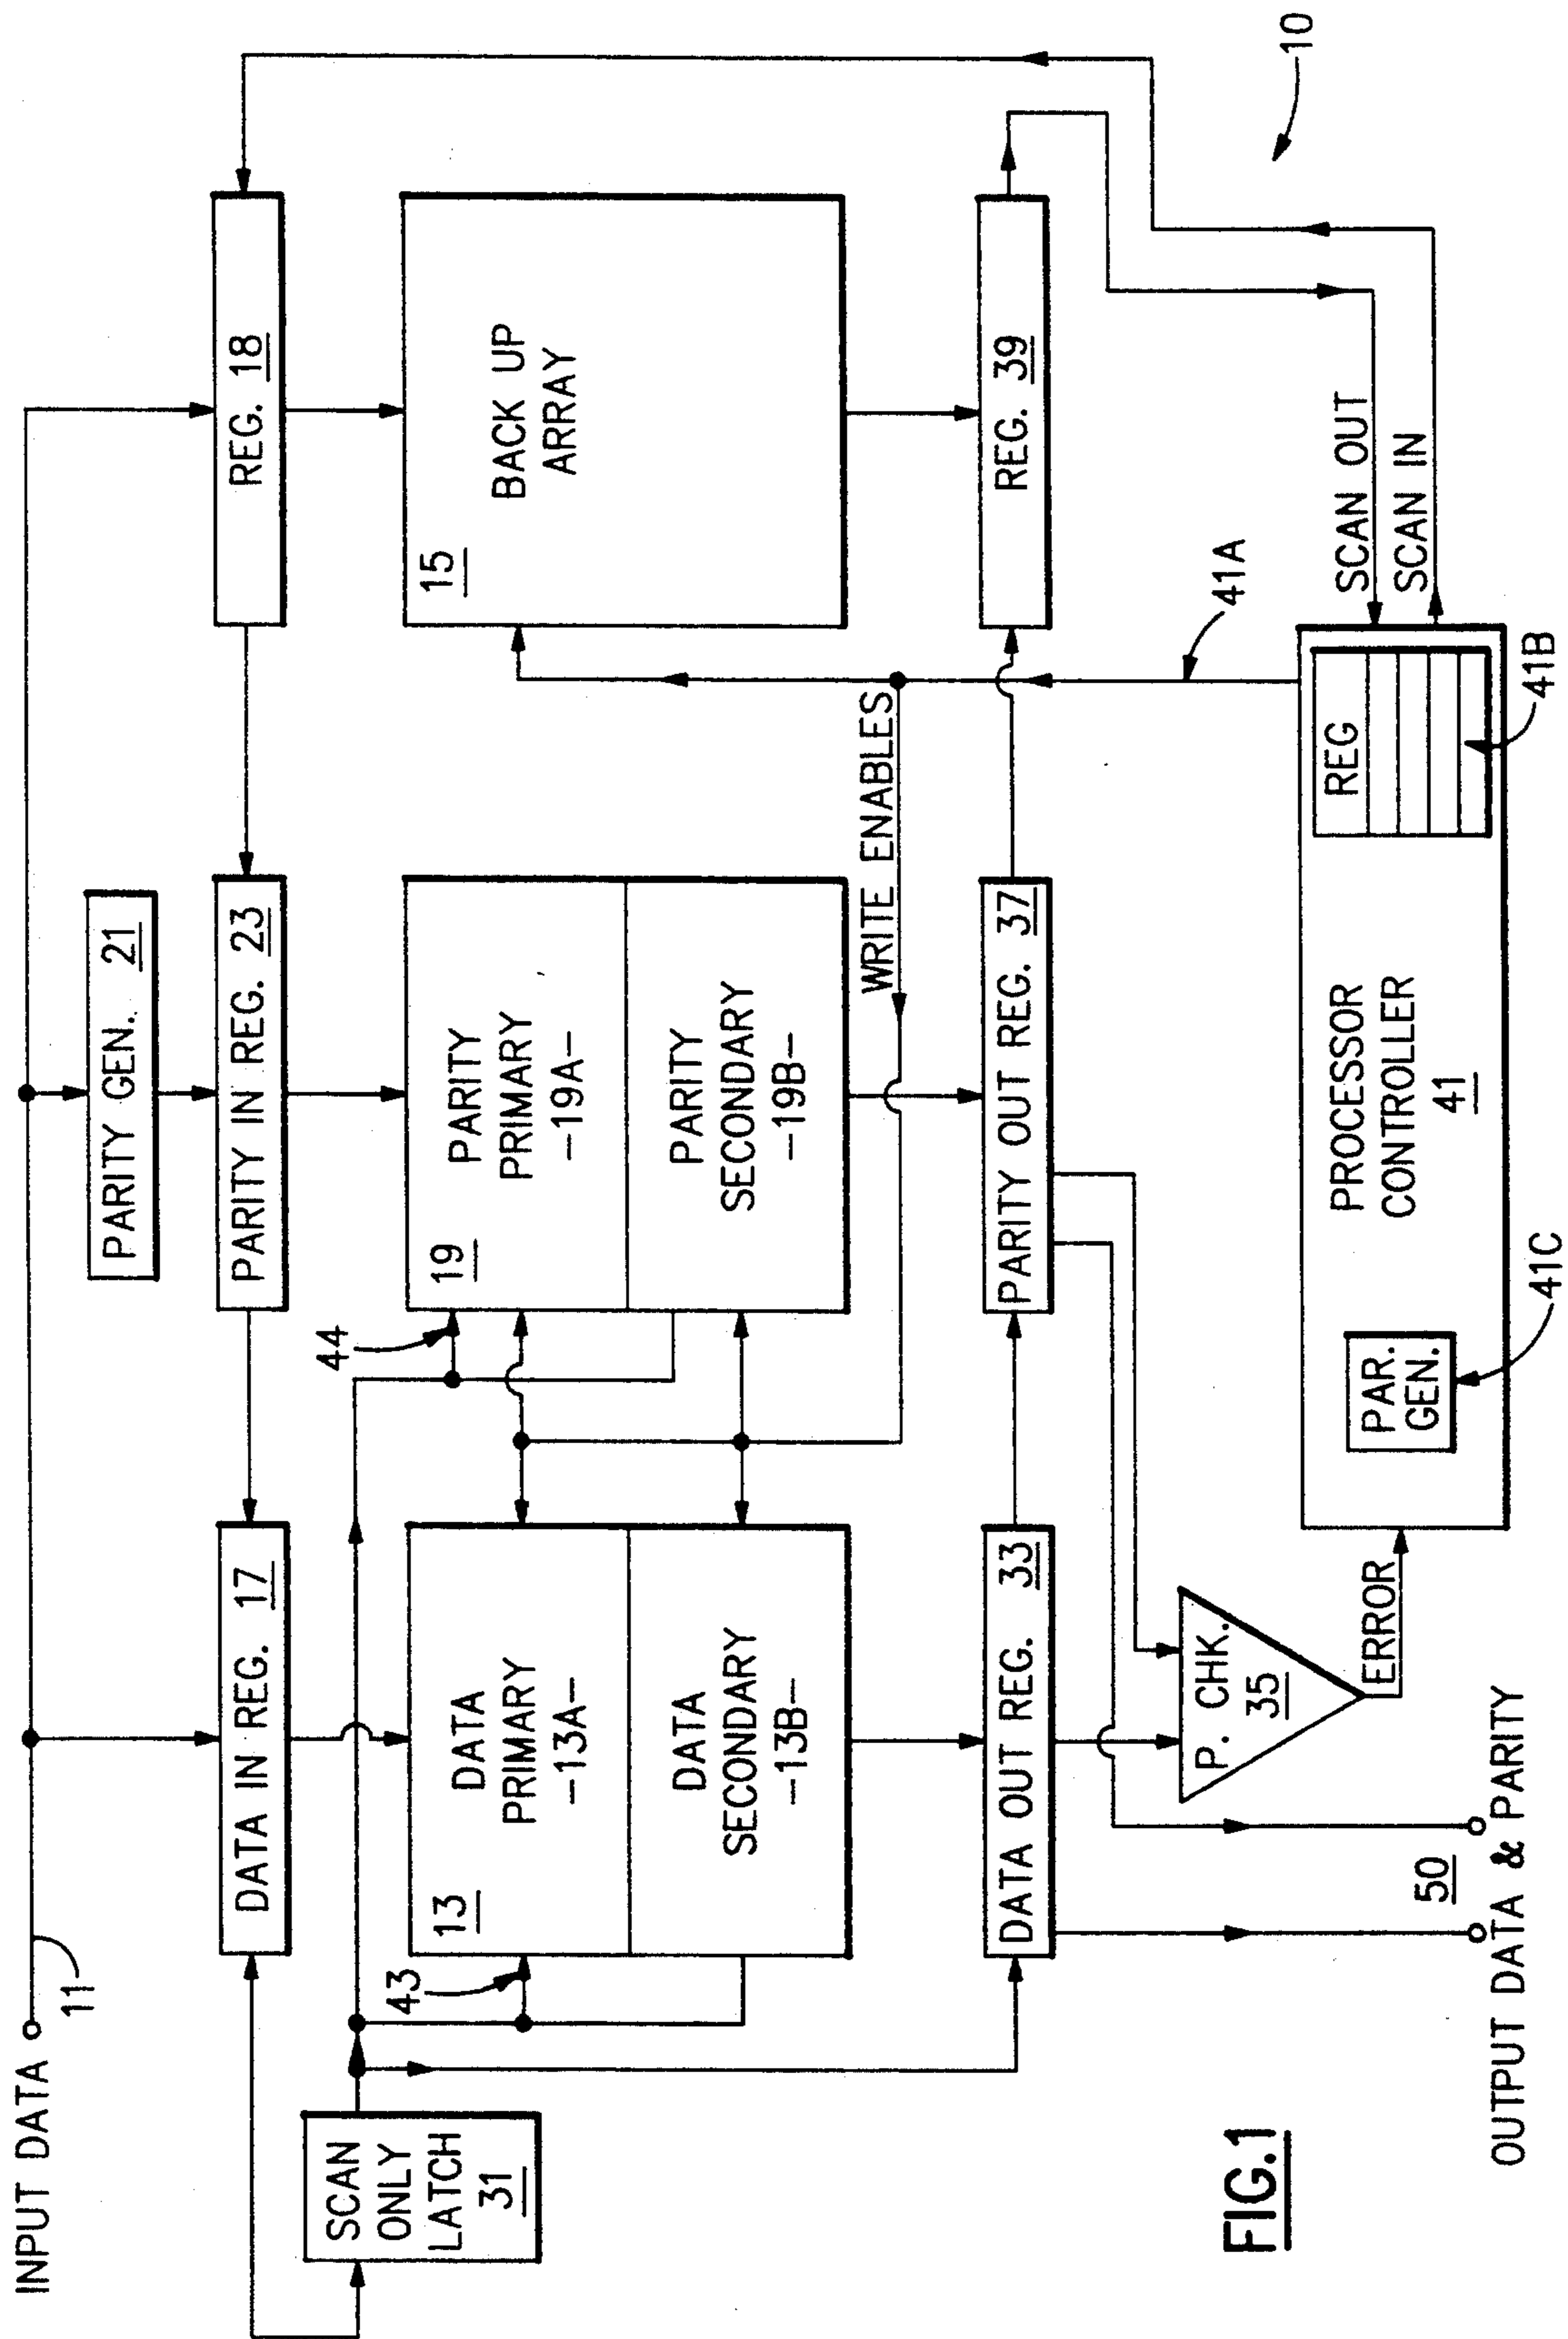 INPUT DATA
11
10
PARITY GEN. 21
DATA IN REG. 17
PARITY IN REG. 23
REG. 18
SCAN
ONLY
LATCH
31
43
44
13
DATA
PRIMARY
-13A-
DATA
SECONDARY
-13B-
19
PARITY
PRIMARY
-19A-
PARITY
SECONDARY
-19B-
15
BACK UP
ARRAY
WRITE ENABLES
DATA OUT REG. 33
PARITY OUT REG. 37
REG. 39
41A
P. CHK.
35
ERROR
PAR.
GEN.
41C
PROCESSOR
CONTROLLER
41
REG
41B
SCAN OUT
SCAN IN
50
OUTPUT DATA & PARITY
FIG.1